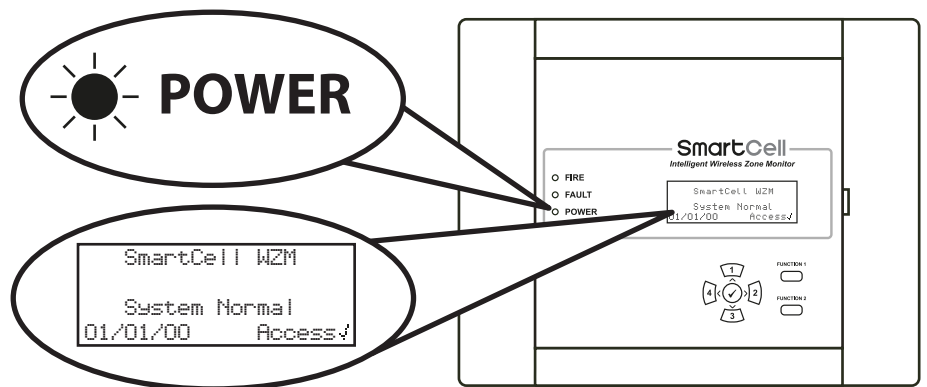 POWER
SmartCell WZM
System Normal
01/01/00 Access✓
SmartCell
Intelligent Wireless Zone Monitor
FIRE
FAULT
POWER
SmartCell WZM
System Normal
01/01/00 Access✓
1
4 ✓ 2
3
FUNCTION 1
FUNCTION 2